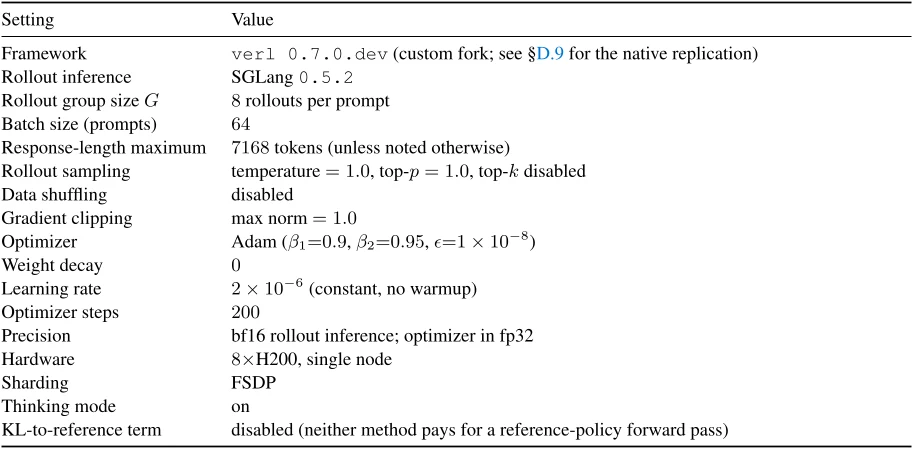 Setting Value
Framework verl 0.7.0.dev (custom fork; see §D.9 for the native replication)
Rollout inference SGLang 0.5.2
Rollout group size G 8 rollouts per prompt
Batch size (prompts) 64
Response-length maximum 7168 tokens (unless noted otherwise)
Rollout sampling temperature = 1.0, top-p = 1.0, top-k disabled
Data shuffling disabled
Gradient clipping max norm = 1.0
Optimizer Adam (β₁=0.9, β₂=0.95, ϵ=1 × 10⁻⁸)
Weight decay 0
Learning rate 2 × 10⁻⁶ (constant, no warmup)
Optimizer steps 200
Precision bf16 rollout inference; optimizer in fp32
Hardware 8×H200, single node
Sharding FSDP
Thinking mode on
KL-to-reference term disabled (neither method pays for a reference-policy forward pass)